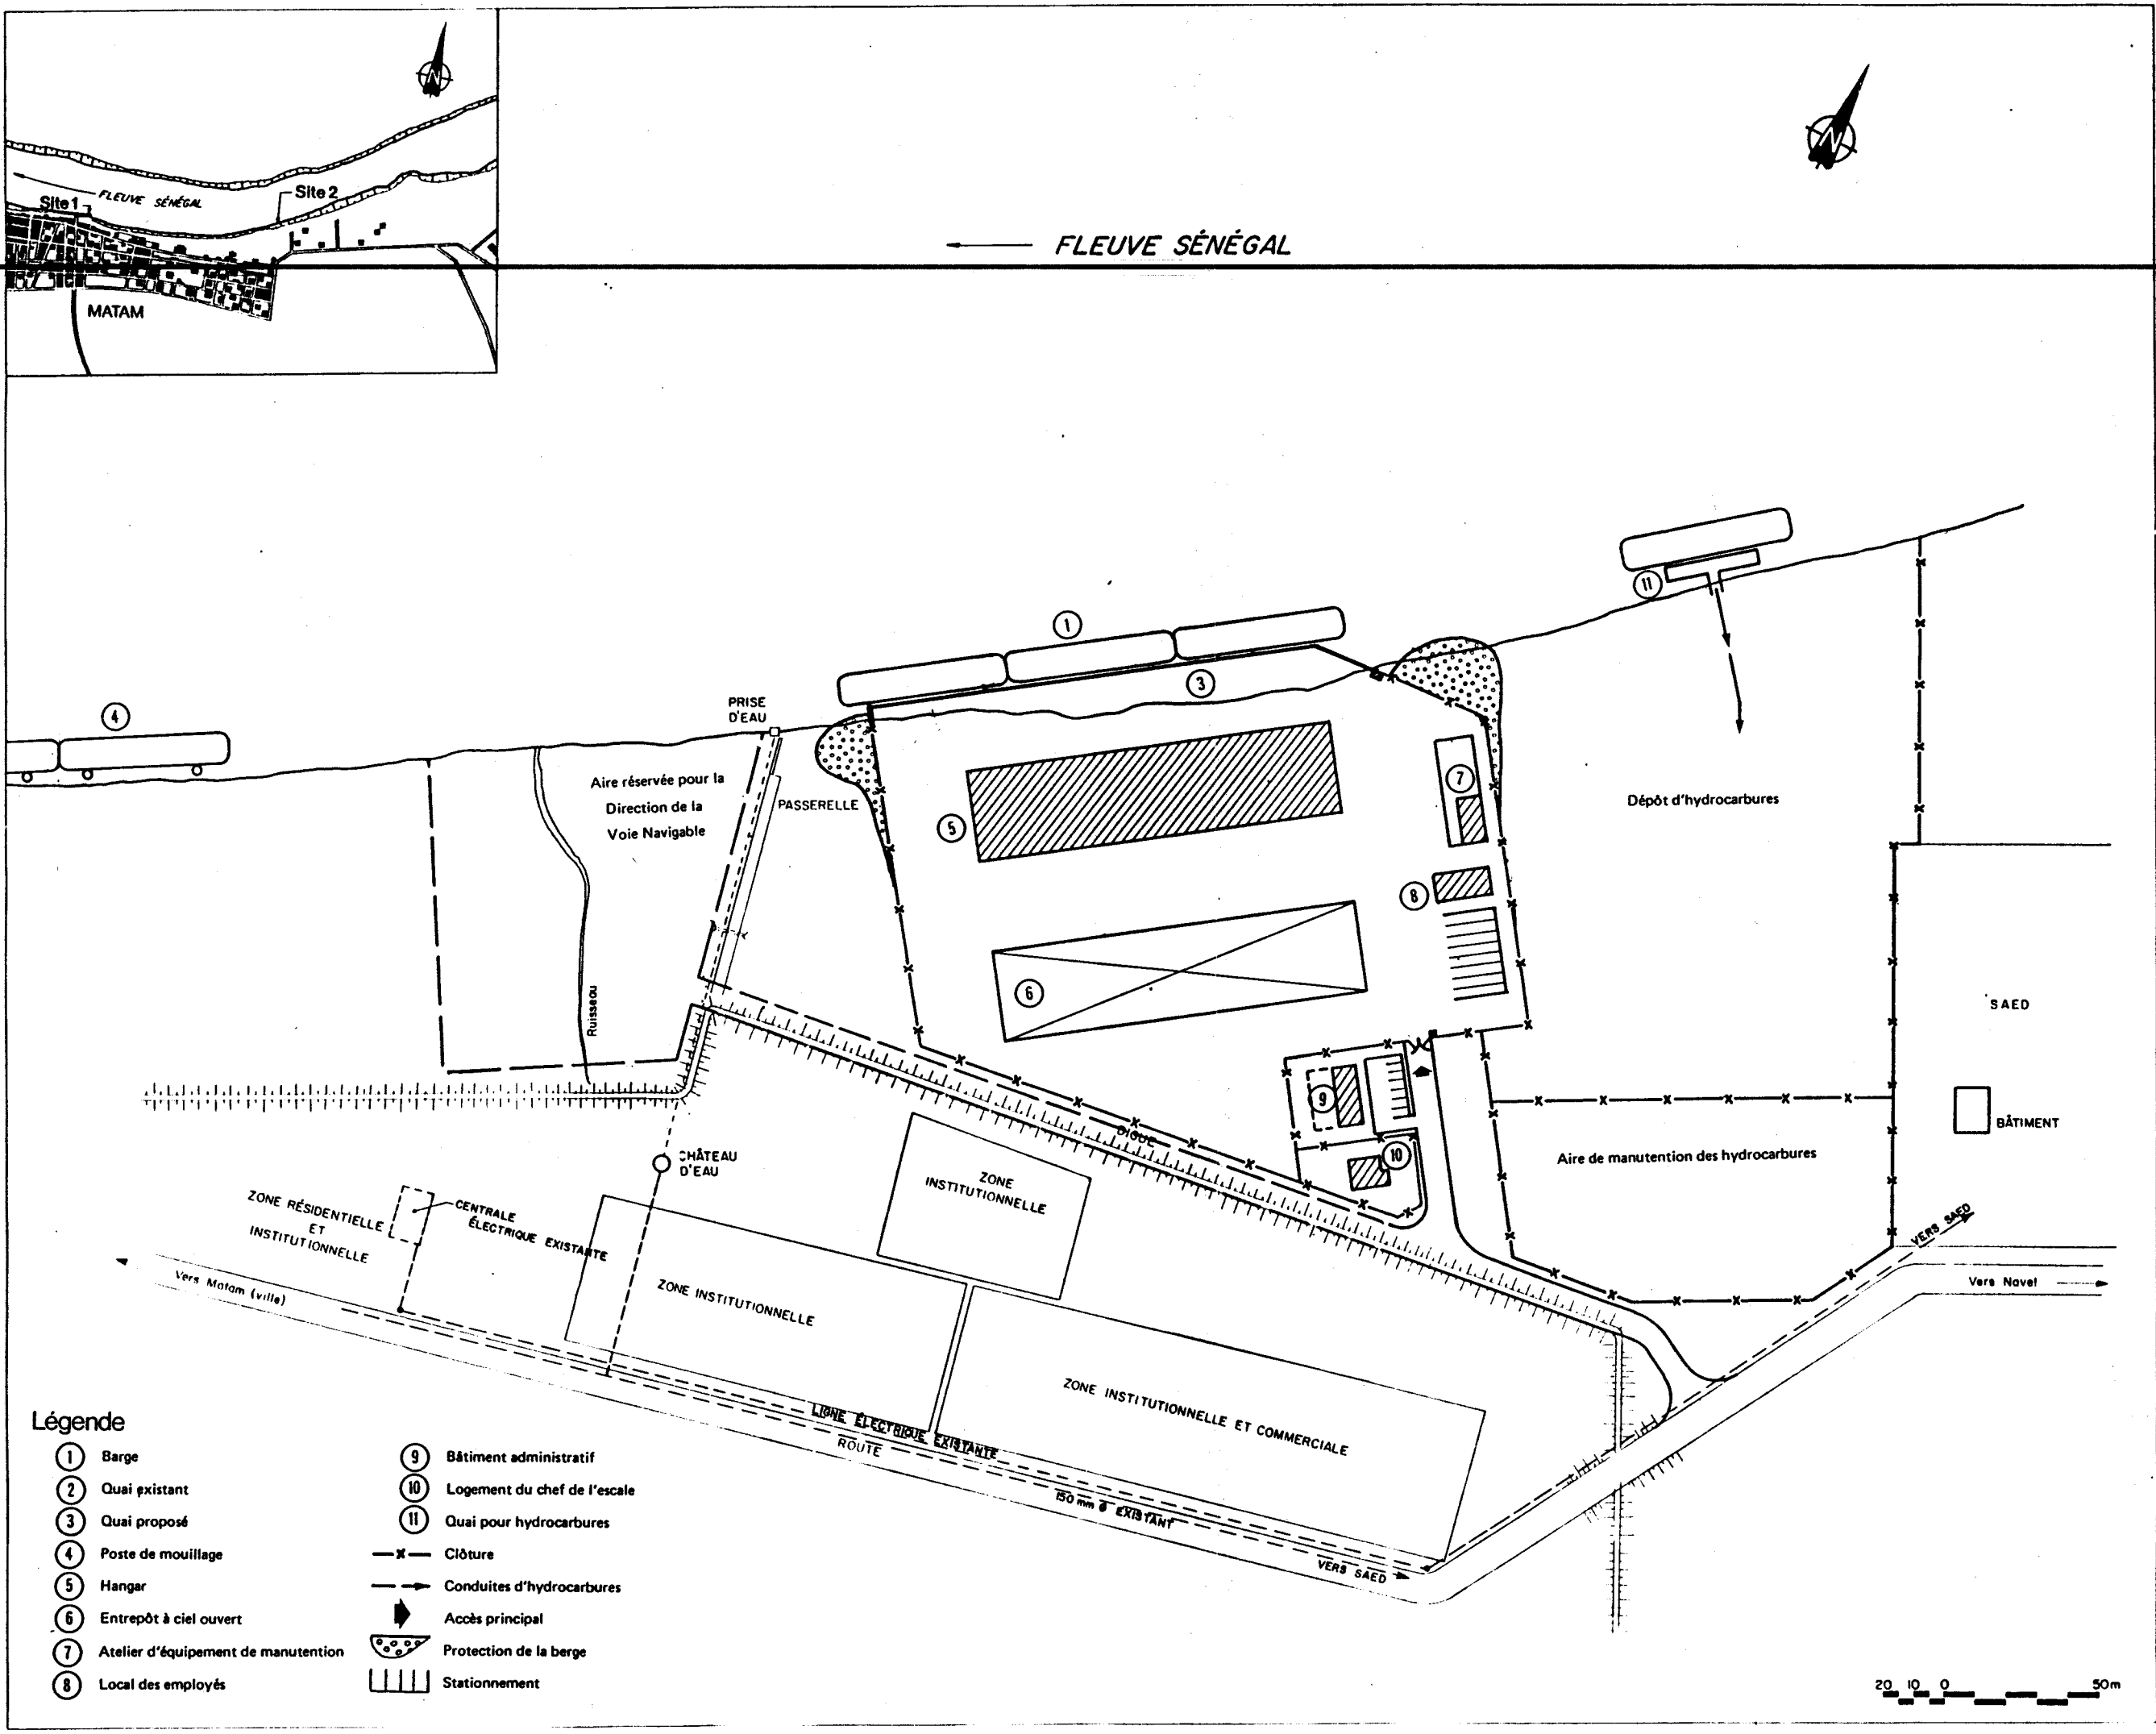 N
FLEUVE SÉNÉGAL
Site 1
Site 2
MATAM
N
FLEUVE SÉNÉGAL
11
1
3
4
PRISE
D'EAU
Aire réservée pour la
Direction de la
Voie Navigable
PASSERELLE
5
7
8
6
Dépôt d'hydrocarbures
Ruisseau
SAED
BÂTIMENT
9
10
DIGUE
Aire de manutention des hydrocarbures
CHÂTEAU
D'EAU
ZONE
INSTITUTIONNELLE
ZONE RÉSIDENTIELLE
ET
INSTITUTIONNELLE
CENTRALE
ÉLECTRIQUE EXISTANTE
ZONE INSTITUTIONNELLE
Vers Matam (ville)
VERS SAED
Vers Navel
ZONE INSTITUTIONNELLE ET COMMERCIALE
LIGNE ÉLECTRIQUE EXISTANTE
ROUTE
150 mm ø EXISTANT
VERS SAED
Légende
1 Barge
2 Quai existant
3 Quai proposé
4 Poste de mouillage
5 Hangar
6 Entrepôt à ciel ouvert
7 Atelier d'équipement de manutention
8 Local des employés
9 Bâtiment administratif
10 Logement du chef de l'escale
11 Quai pour hydrocarbures
Clôture
Conduites d'hydrocarbures
Accès principal
Protection de la berge
Stationnement
20 10 0 50m